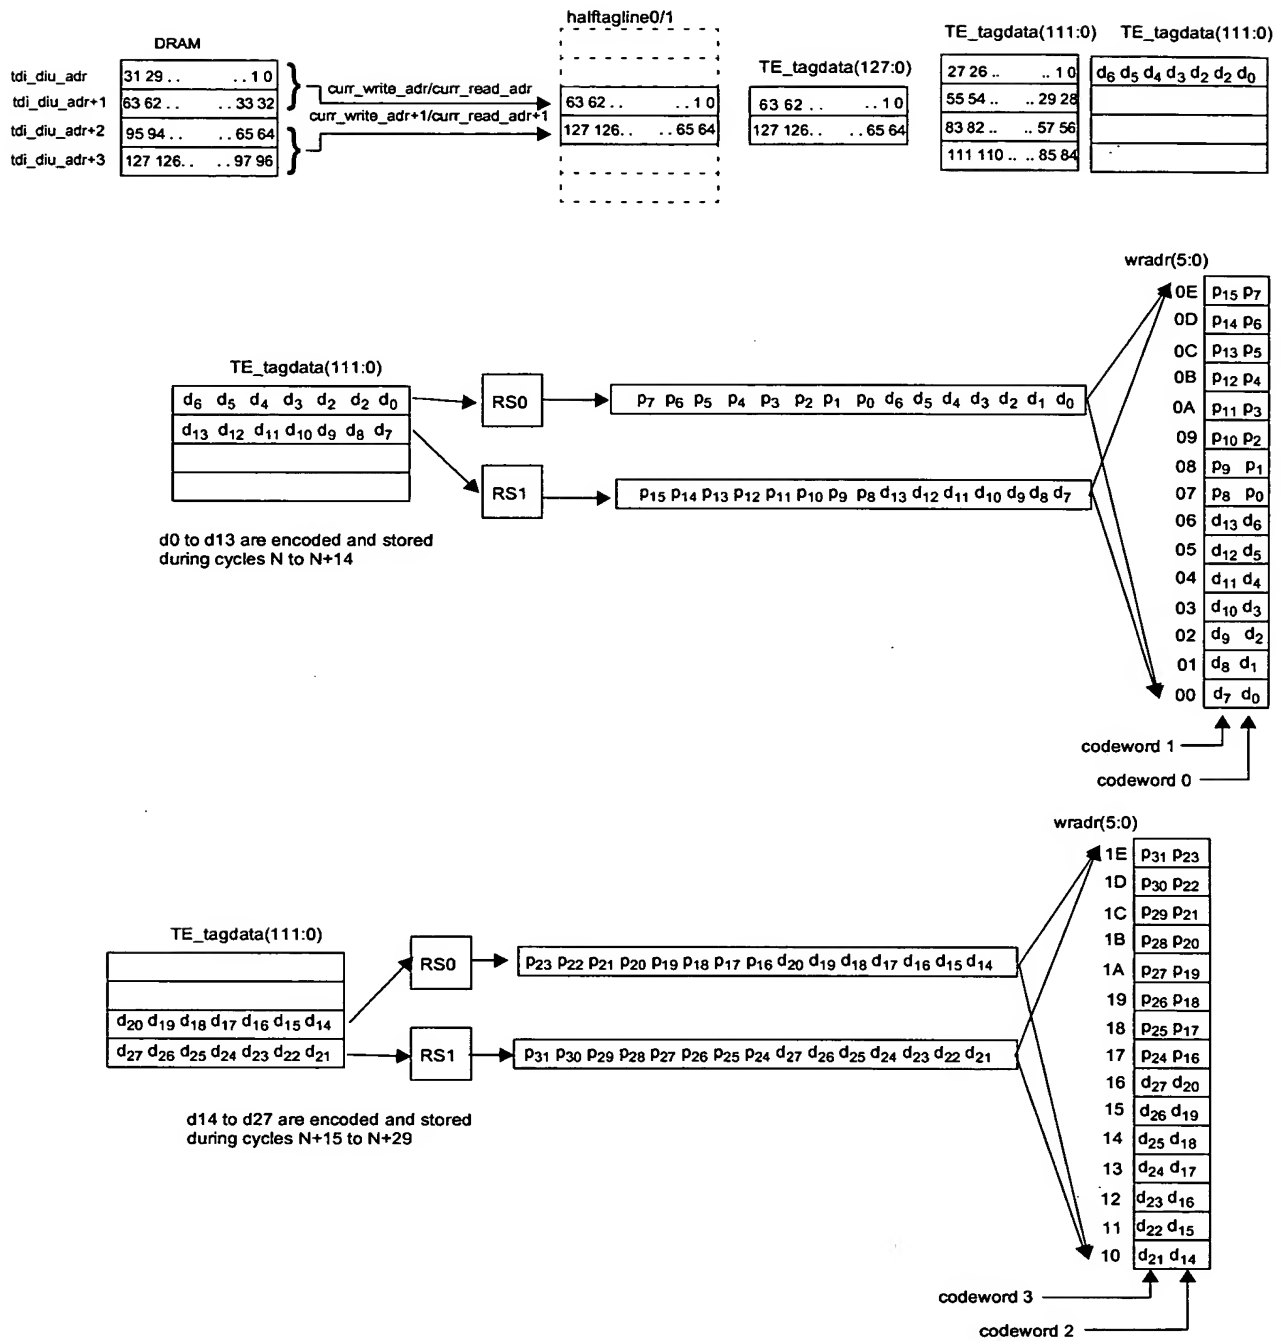 halftagline0/1
DRAM
tdi_diu_adr
31 29 . . . . 1 0
tdi_diu_adr+1
63 62 . . . . 33 32
tdi_diu_adr+2
95 94 . . . . 65 64
tdi_diu_adr+3
127 126. . . . 97 96
curr_write_adr/curr_read_adr
curr_write_adr+1/curr_read_adr+1
63 62 . . . . 1 0
127 126. . . . 65 64
TE_tagdata(127:0)
63 62 . . . . 1 0
127 126. . . . 65 64
TE_tagdata(111:0)
27 26 . . . . 1 0
55 54 .. .. 29 28
83 82 .. .. 57 56
111 110 .. .. 85 84
TE_tagdata(111:0)
d6 d5 d4 d3 d2 d2 d0
TE_tagdata(111:0)
d6 d5 d4 d3 d2 d2 d0
d13 d12 d11 d10 d9 d8 d7
RS0
RS1
p7 p6 p5 p4 p3 p2 p1 p0 d6 d5 d4 d3 d2 d1 d0
p15 p14 p13 p12 p11 p10 p9 p8 d13 d12 d11 d10 d9 d8 d7
d0 to d13 are encoded and stored
during cycles N to N+14
wradr(5:0)
0E p15 p7
0D p14 p6
0C p13 p5
0B p12 p4
0A p11 p3
09 p10 p2
08 p9 p1
07 p8 p0
06 d13 d6
05 d12 d5
04 d11 d4
03 d10 d3
02 d9 d2
01 d8 d1
00 d7 d0
codeword 1
codeword 0
TE_tagdata(111:0)
d20 d19 d18 d17 d16 d15 d14
d27 d26 d25 d24 d23 d22 d21
RS0
RS1
p23 p22 p21 p20 p19 p18 p17 p16 d20 d19 d18 d17 d16 d15 d14
p31 p30 p29 p28 p27 p26 p25 p24 d27 d26 d25 d24 d23 d22 d21
d14 to d27 are encoded and stored
during cycles N+15 to N+29
wradr(5:0)
1E p31 p23
1D p30 p22
1C p29 p21
1B p28 p20
1A p27 p19
19 p26 p18
18 p25 p17
17 p24 p16
16 d27 d20
15 d26 d19
14 d25 d18
13 d24 d17
12 d23 d16
11 d22 d15
10 d21 d14
codeword 3
codeword 2